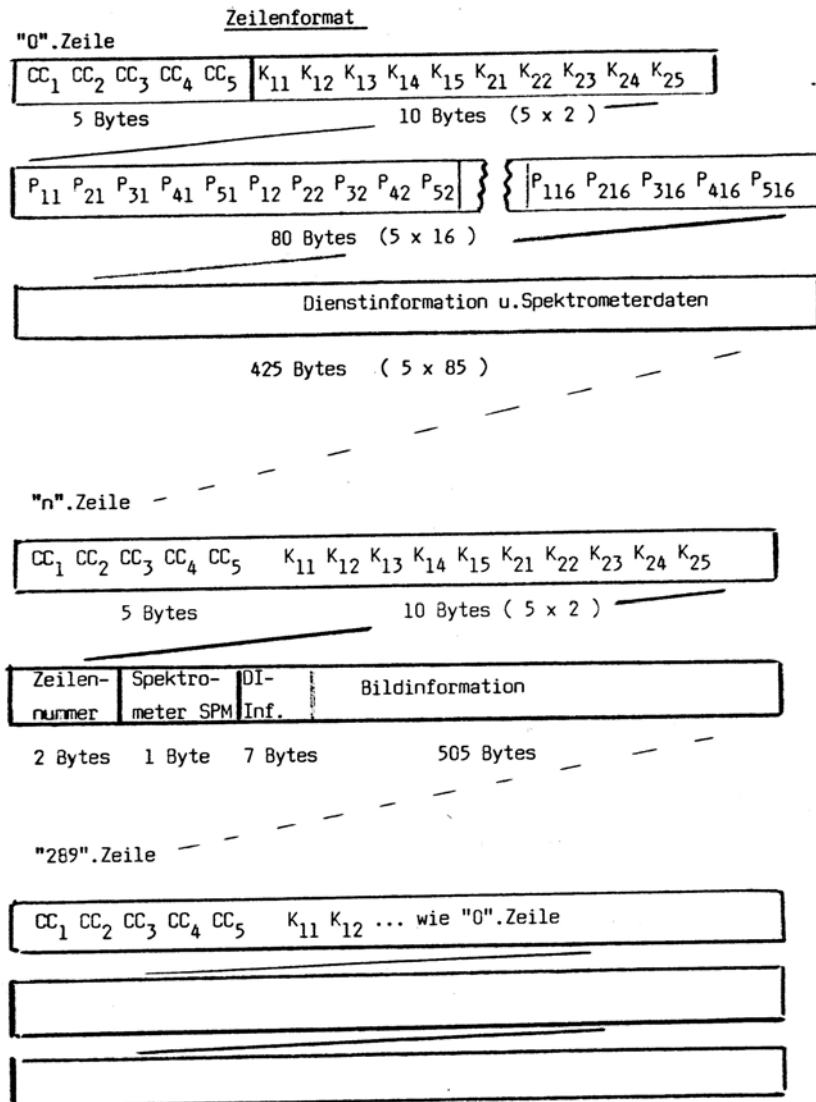 Zeilenformat
"0".Zeile
CC1 CC2 CC3 CC4 CC5 K11 K12 K13 K14 K15 K21 K22 K23 K24 K25
5 Bytes 10 Bytes (5 x 2 )
P11 P21 P31 P41 P51 P12 P22 P32 P42 P52 P116 P216 P316 P416 P516
80 Bytes (5 x 16 )
Dienstinformation u.Spektrometerdaten
425 Bytes ( 5 x 85 )
"n".Zeile
CC1 CC2 CC3 CC4 CC5 K11 K12 K13 K14 K15 K21 K22 K23 K24 K25
5 Bytes 10 Bytes ( 5 x 2 )
Zeilen- Spektro- DI- Bildinformation
nummer meter SPM Inf.
2 Bytes 1 Byte 7 Bytes 505 Bytes
"289".Zeile
CC1 CC2 CC3 CC4 CC5 K11 K12 ... wie "0".Zeile